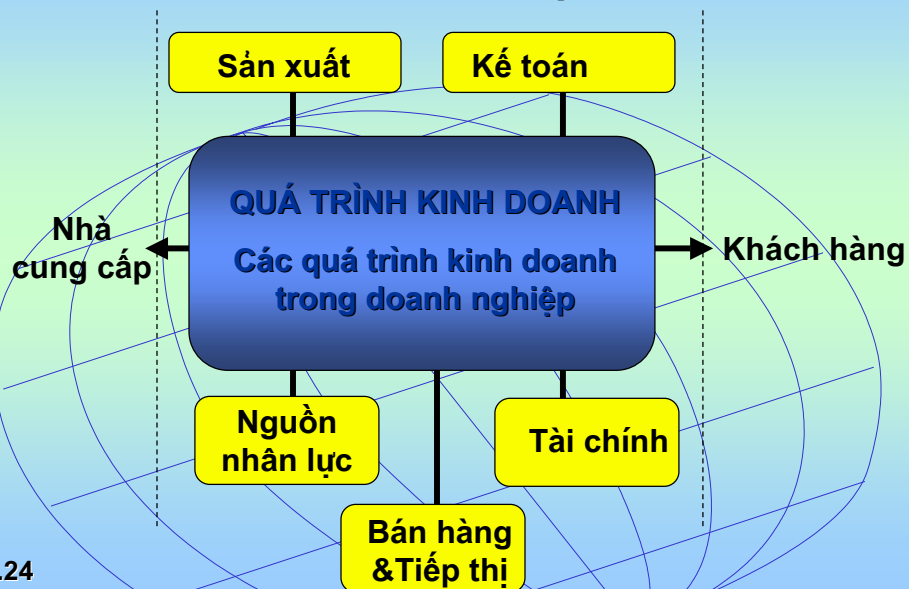 Sản xuất
Kế toán
QUÁ TRÌNH KINH DOANH
Các quá trình kinh doanh
trong doanh nghiệp
Nhà
cung cấp
Khách hàng
Nguồn
nhân lực
Tài chính
Bán hàng
&Tiếp thị
.24